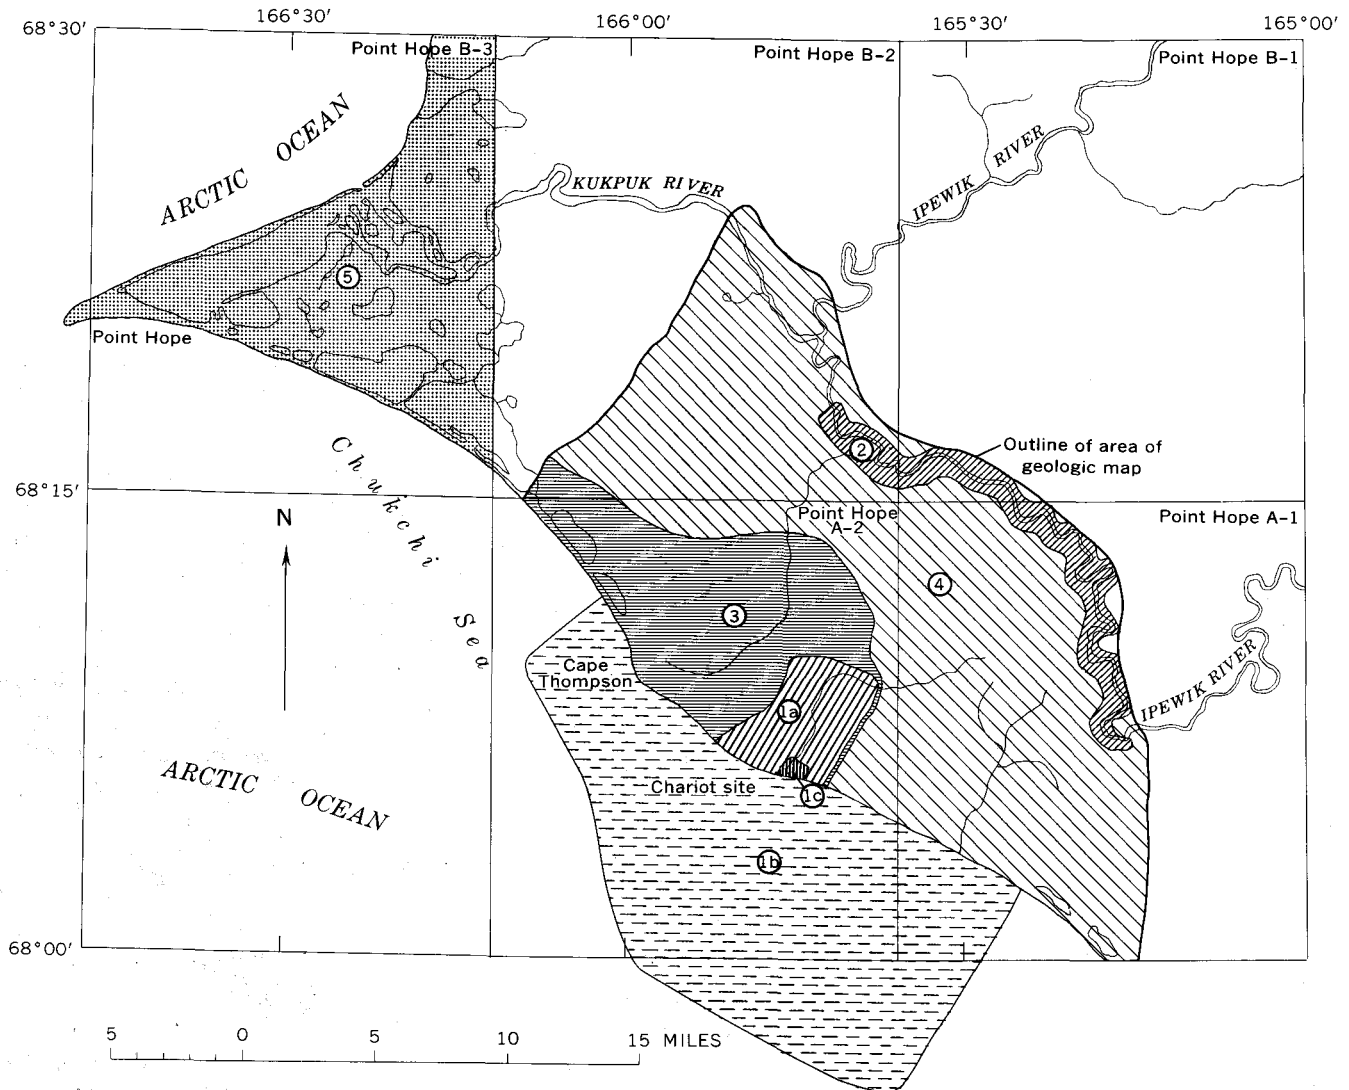 166°30' 166°00' 165°30' 165°00'
68°30'
Point Hope B-3
Point Hope B-2
Point Hope B-1
ARCTIC OCEAN
KUKPUK RIVER
IPEWIK RIVER
5
Point Hope
Chukchi Sea
2
Outline of area of
geologic map
68°15'
N
Point Hope
A-2
Point Hope A-1
4
3
Cape
Thompson
IPEWIK RIVER
1a
ARCTIC OCEAN
Chariot site
1c
1b
68°00'
5 0 5 10 15 MILES